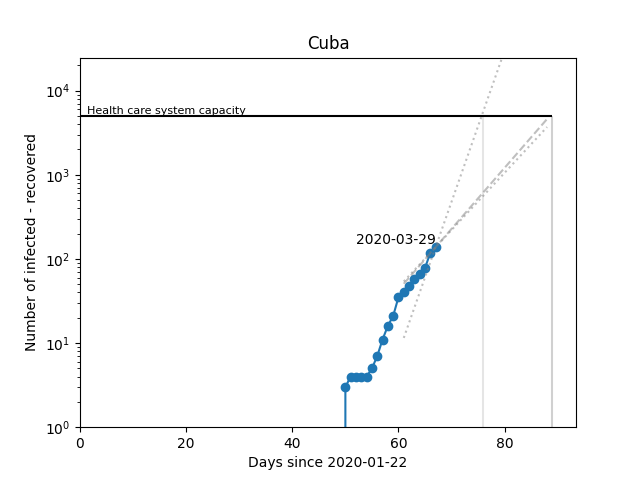 Cuba
Number of infected - recovered
10^4
10^3
10^2
10^1
10^0
Health care system capacity
2020-03-29
0 20 40 60 80
Days since 2020-01-22